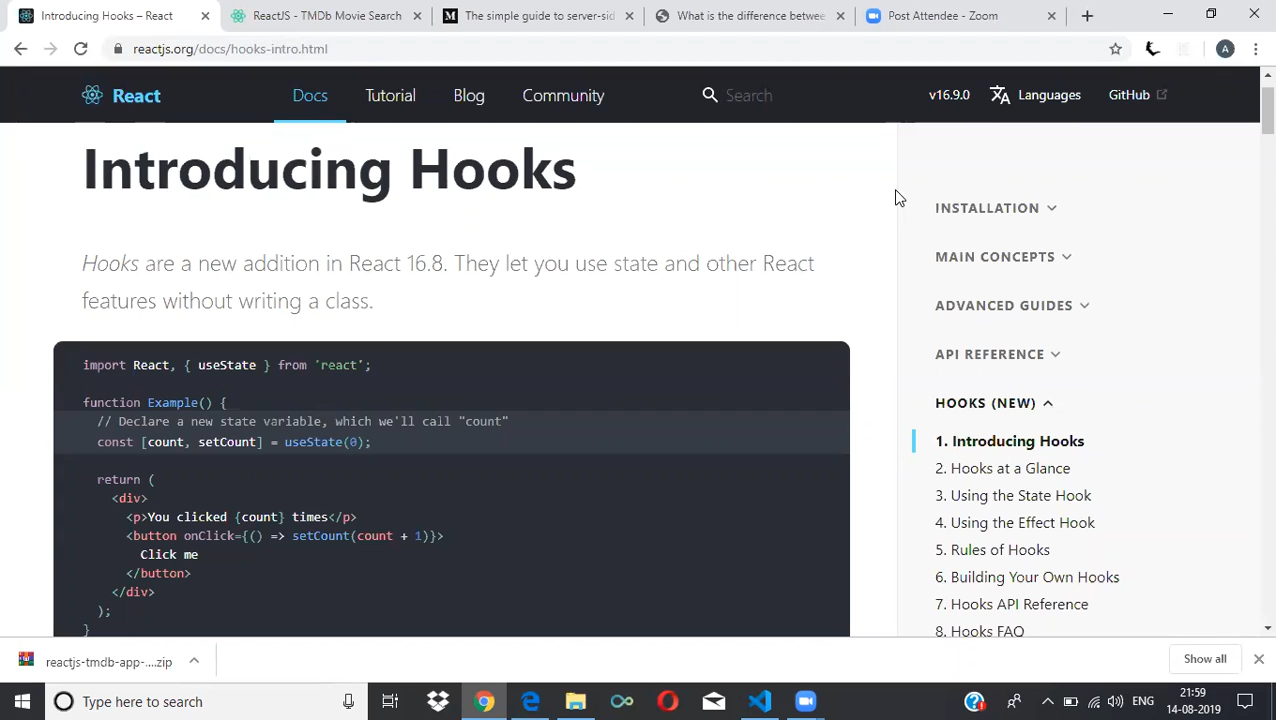 Introducing Hooks – React
ReactJS - TMDb Movie Search
The simple guide to server-sid
What is the difference betwee
Post Attendee - Zoom
reactjs.org/docs/hooks-intro.html
A
React
Docs
Tutorial
Blog
Community
Search
v16.9.0
Languages
GitHub
Introducing Hooks
Hooks are a new addition in React 16.8. They let you use state and other React
features without writing a class.
import React, { useState } from 'react';
function Example() {
// Declare a new state variable, which we'll call "count"
const [count, setCount] = useState(0);
return (
<div>
<p>You clicked {count} times</p>
<button onClick={() => setCount(count + 1)}>
Click me
</button>
</div>
);
}
INSTALLATION
MAIN CONCEPTS
ADVANCED GUIDES
API REFERENCE
HOOKS (NEW)
1. Introducing Hooks
2. Hooks at a Glance
3. Using the State Hook
4. Using the Effect Hook
5. Rules of Hooks
6. Building Your Own Hooks
7. Hooks API Reference
8. Hooks FAQ
reactjs-tmdb-app-....zip
Show all
Type here to search
ENG
21:59
14-08-2019